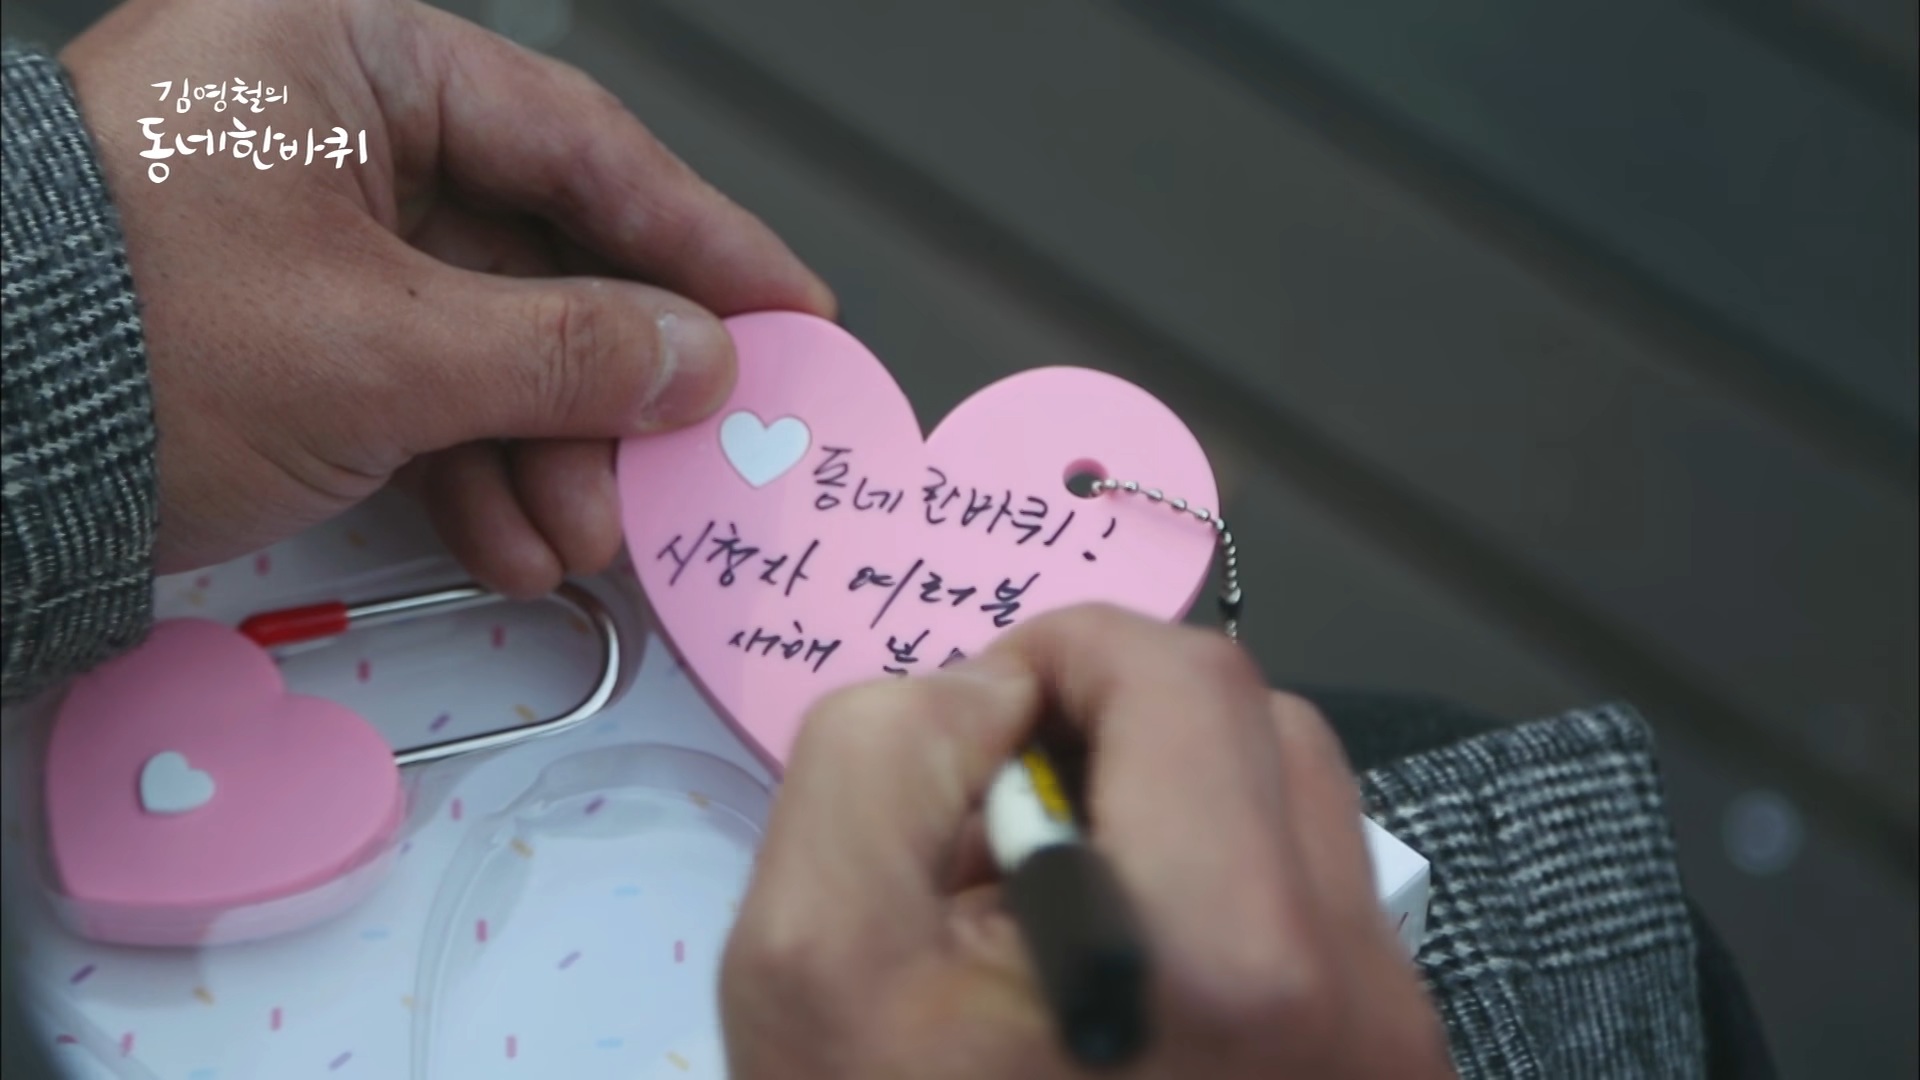 김영철의
동네한바퀴
동네 한바퀴!
시청자 여러분
새해